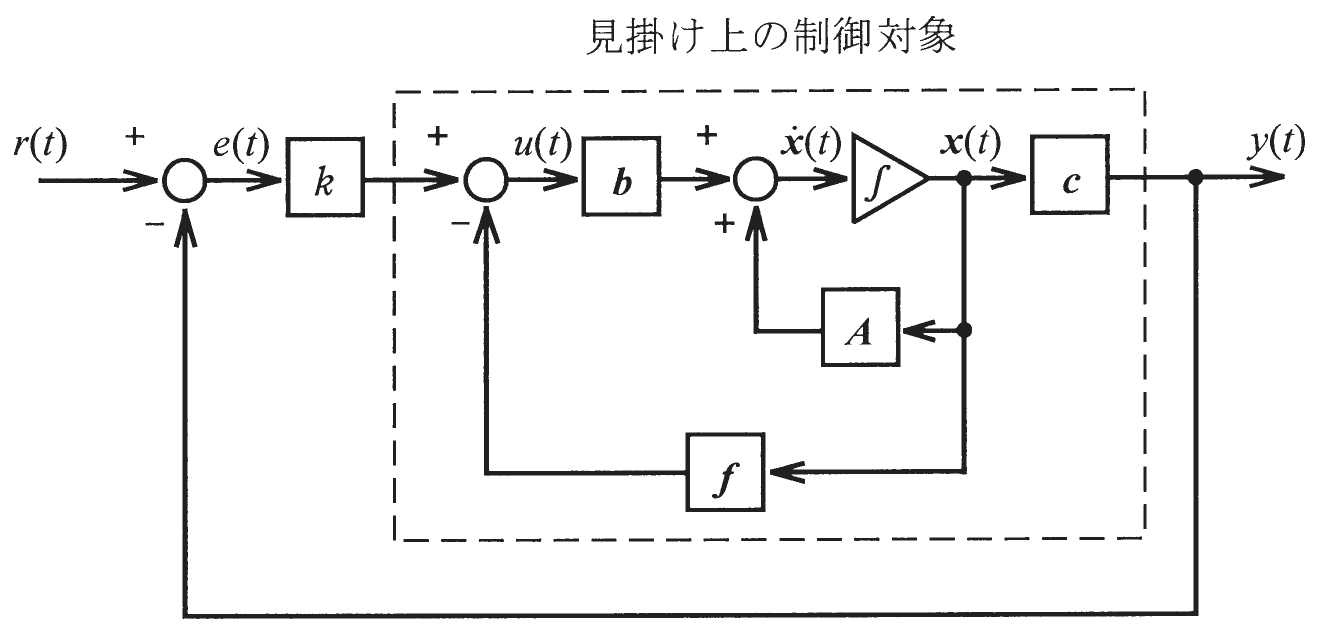 見掛け上の制御対象
r(t) + e(t) k + u(t) b + ẋ(t) ∫ x(t) c y(t)
− − +
A
f